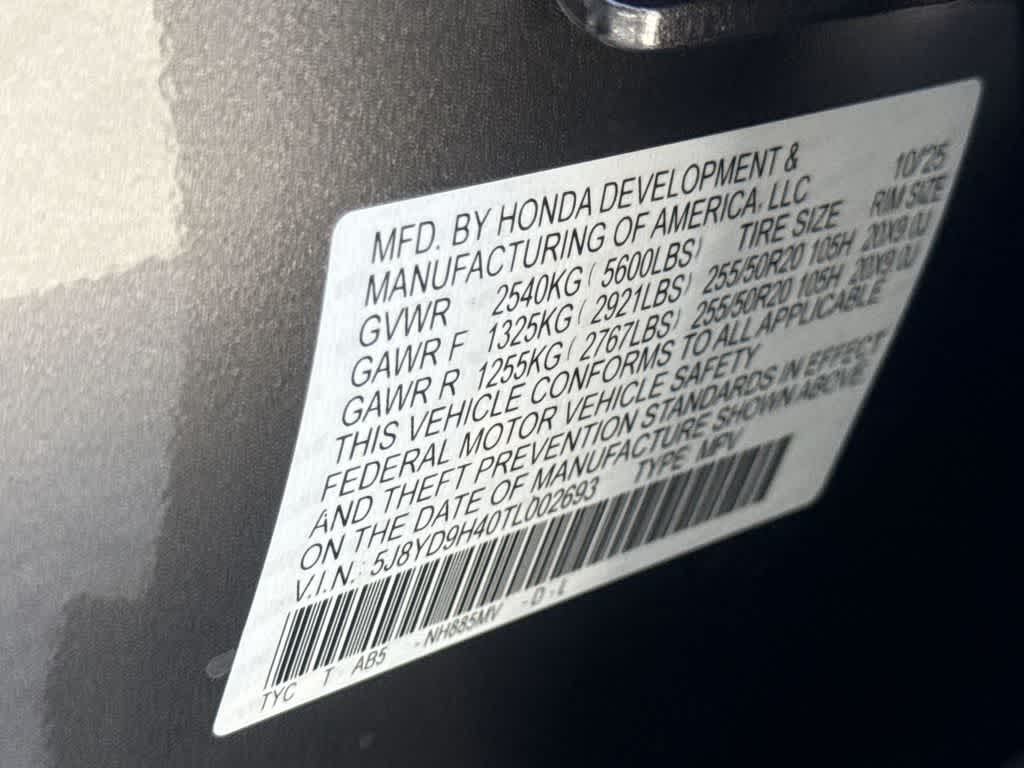 MFD. BY HONDA DEVELOPMENT &
MANUFACTURING OF AMERICA, LLC 10/25
GVWR 2540KG ( 5600LBS) TIRE SIZE RIM SIZE
GAWR F 1325KG ( 2921LBS) 255/50R20 105H 20X9.0J
GAWR R 1255KG ( 2767LBS) 255/50R20 105H 20X9.0J
THIS VEHICLE CONFORMS TO ALL APPLICABLE
FEDERAL MOTOR VEHICLE SAFETY
AND THEFT PREVENTION STANDARDS IN EFFECT
ON THE DATE OF MANUFACTURE SHOWN ABOVE.
V.I.N.: 5J8YD9H40TL002693 TYPE MPV
TYC T - AB5 - NH885MV - D - L